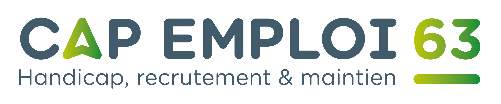 CAP EMPLOI 63
Handicap, recrutement & maintien